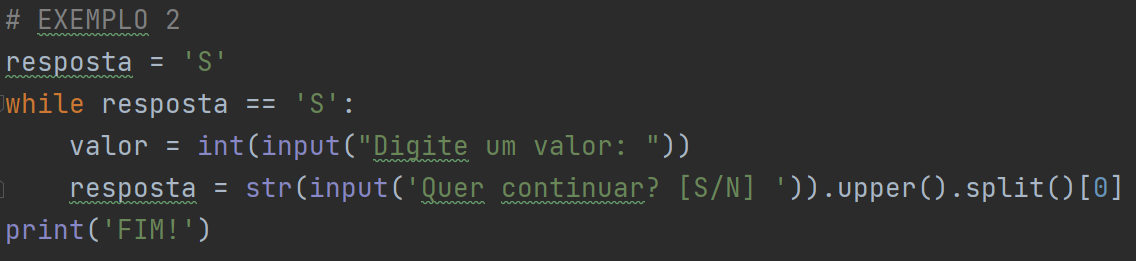 # EXEMPLO 2
resposta = 'S'
while resposta == 'S':
    valor = int(input("Digite um valor: "))
    resposta = str(input('Quer continuar? [S/N] ')).upper().split()[0]
print('FIM!')